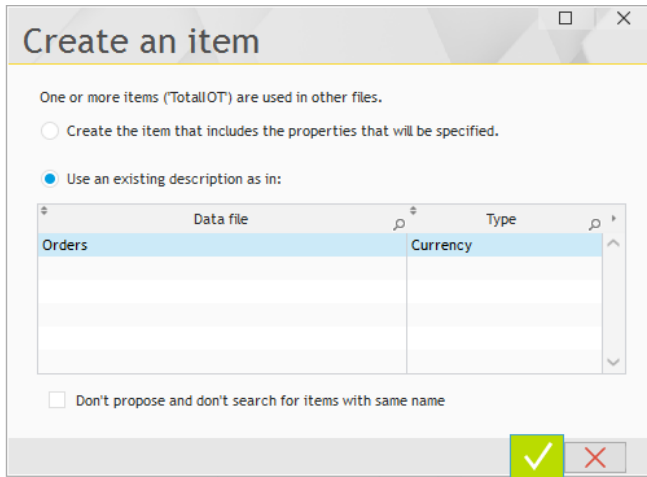 Create an item
One or more items ('TotalIOT') are used in other files.
Create the item that includes the properties that will be specified.
Use an existing description as in:
Data file Type
Orders Currency
Don't propose and don't search for items with same name